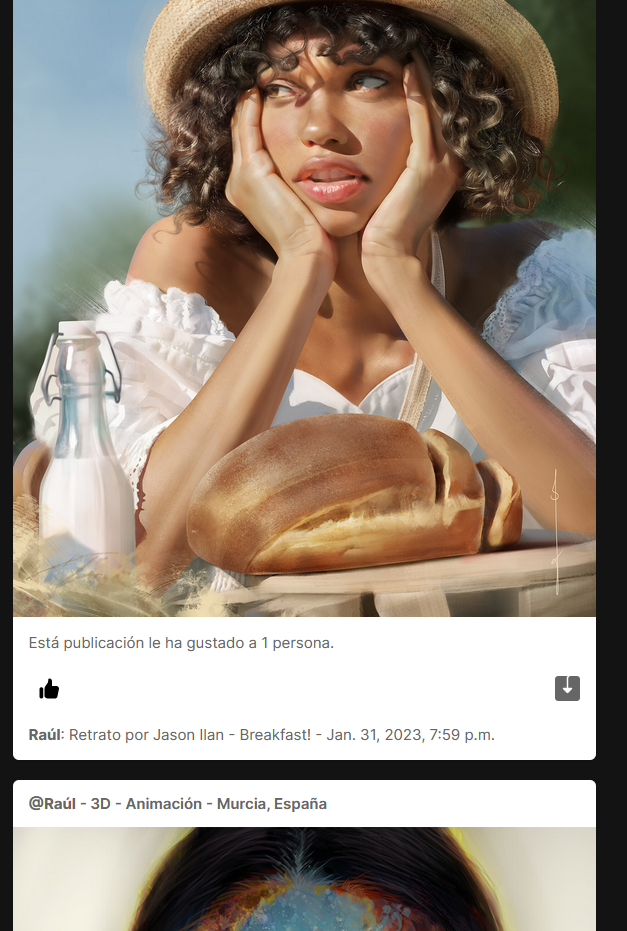 Está publicación le ha gustado a 1 persona.
Raúl: Retrato por Jason Ilan - Breakfast! - Jan. 31, 2023, 7:59 p.m.
@Raúl - 3D - Animación - Murcia, España